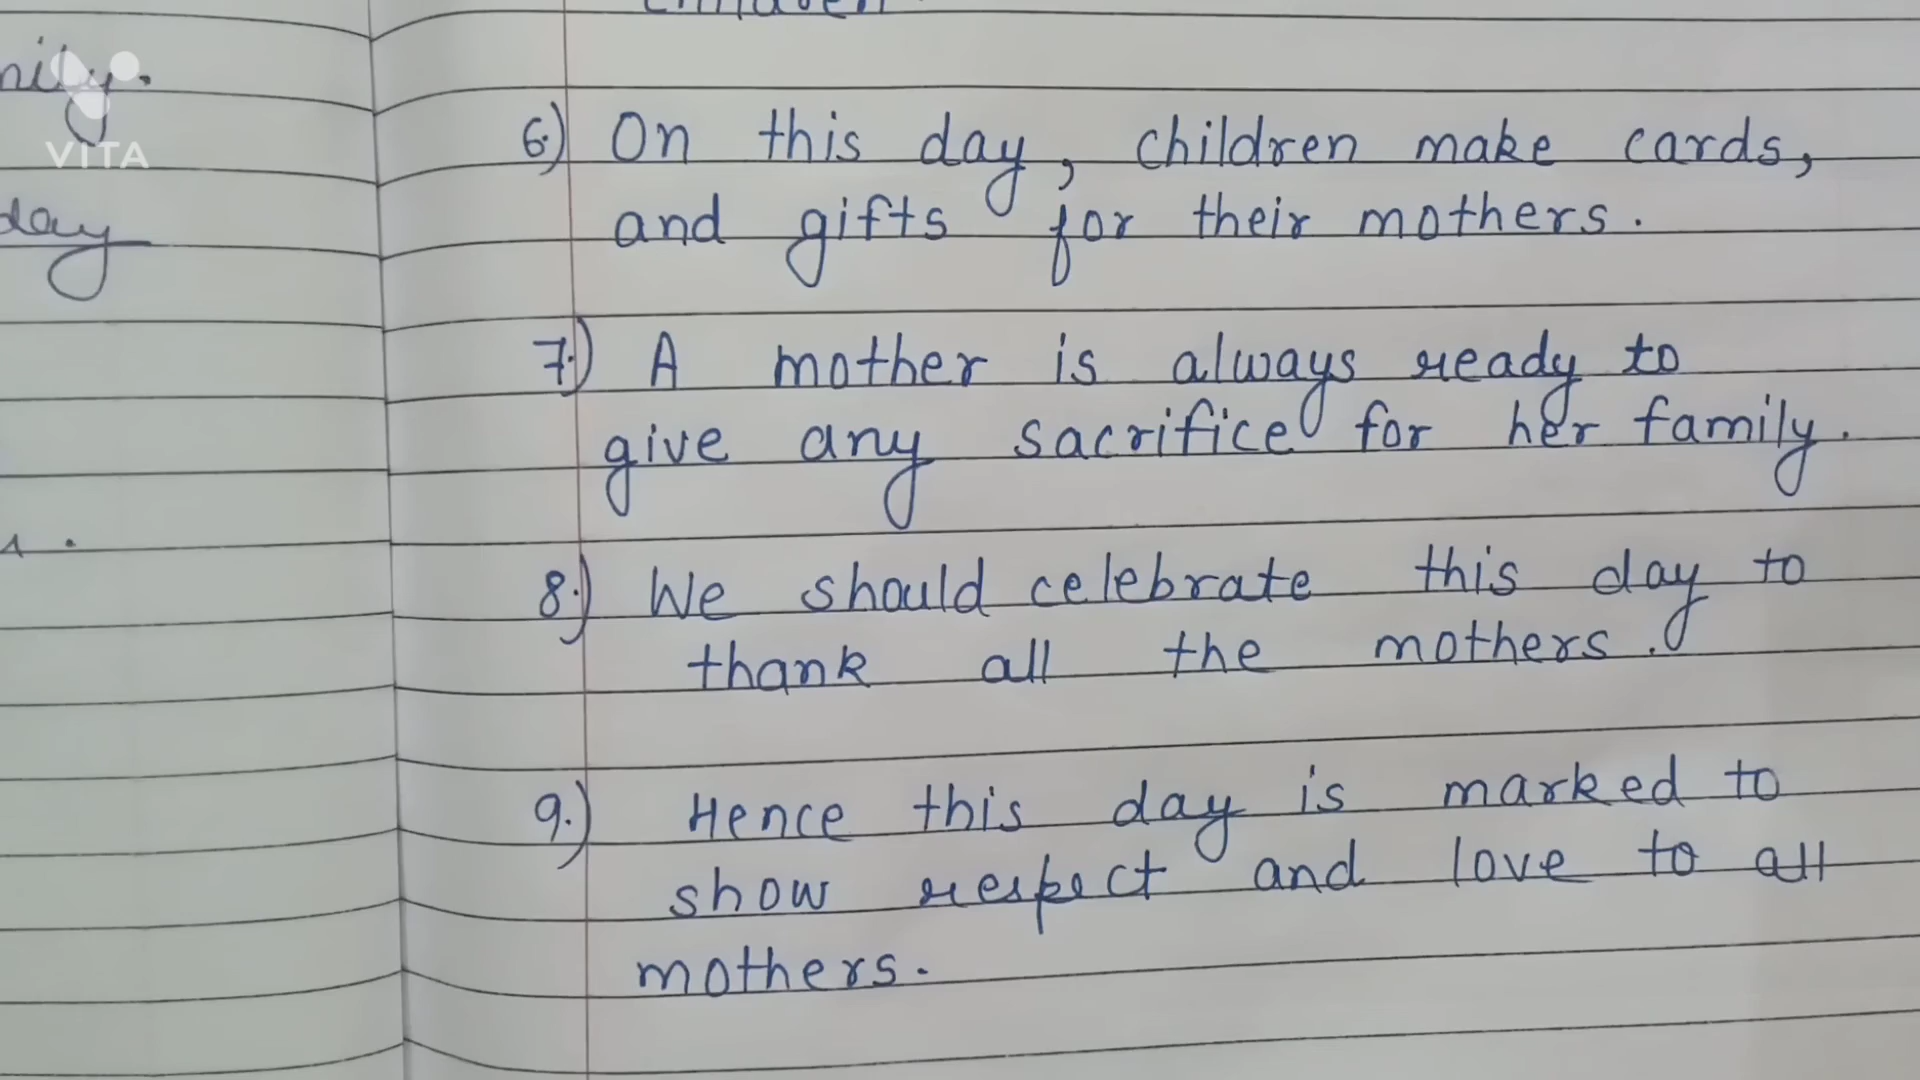 VITA
day
6.) On this day, children make cards,
and gifts for their mothers.
7.) A mother is always ready to
give any sacrifice for her family.
8.) We should celebrate this day to
thank all the mothers.
9.) Hence this day is marked to
show respect and love to all
mothers.